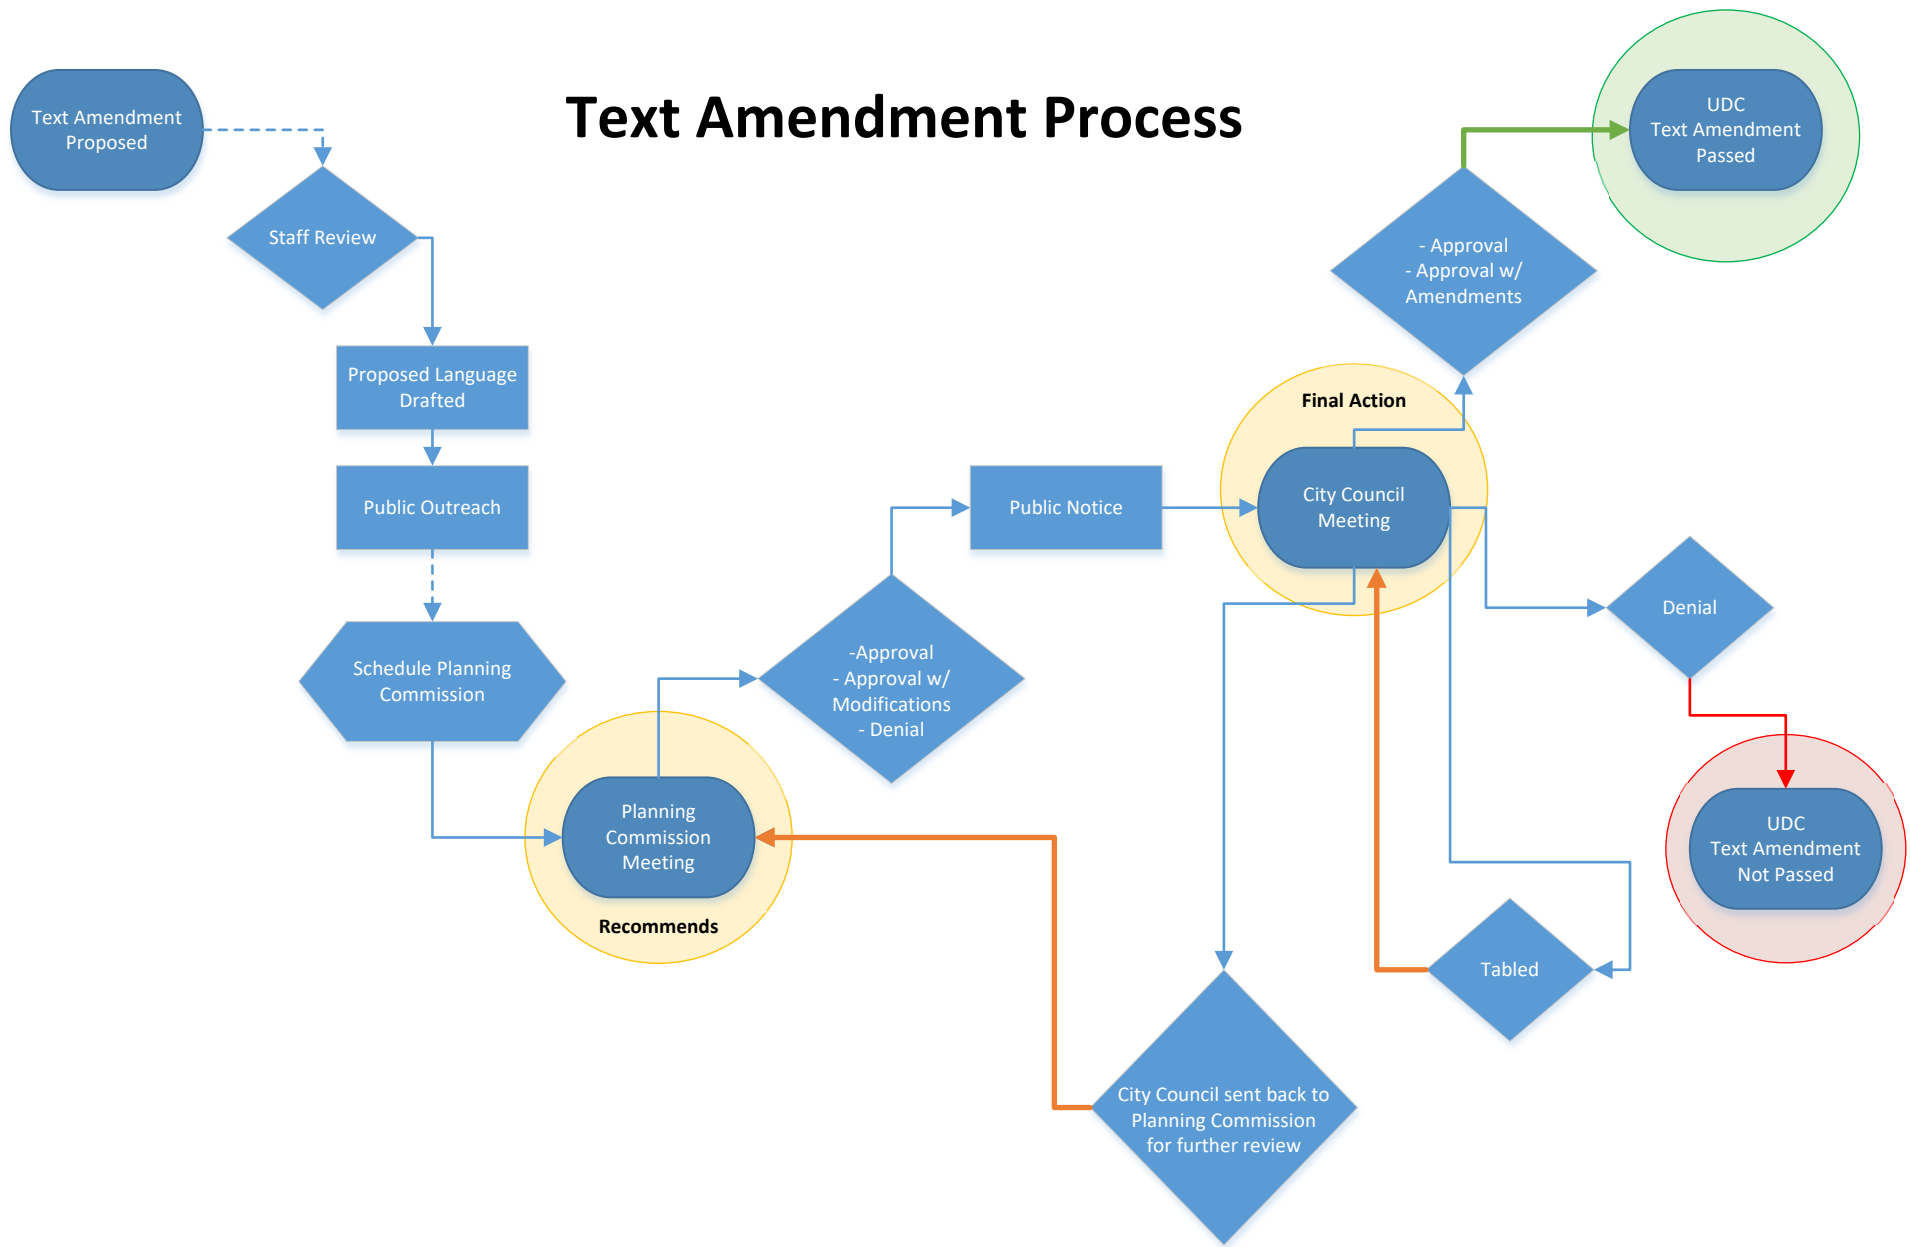 Text Amendment Process
Text Amendment
Proposed
Staff Review
Proposed Language
Drafted
Public Outreach
Schedule Planning
Commission
Planning
Commission
Meeting
Recommends
-Approval
- Approval w/
Modifications
- Denial
Public Notice
Final Action
City Council
Meeting
- Approval
- Approval w/
Amendments
UDC
Text Amendment
Passed
Denial
UDC
Text Amendment
Not Passed
Tabled
City Council sent back to
Planning Commission
for further review